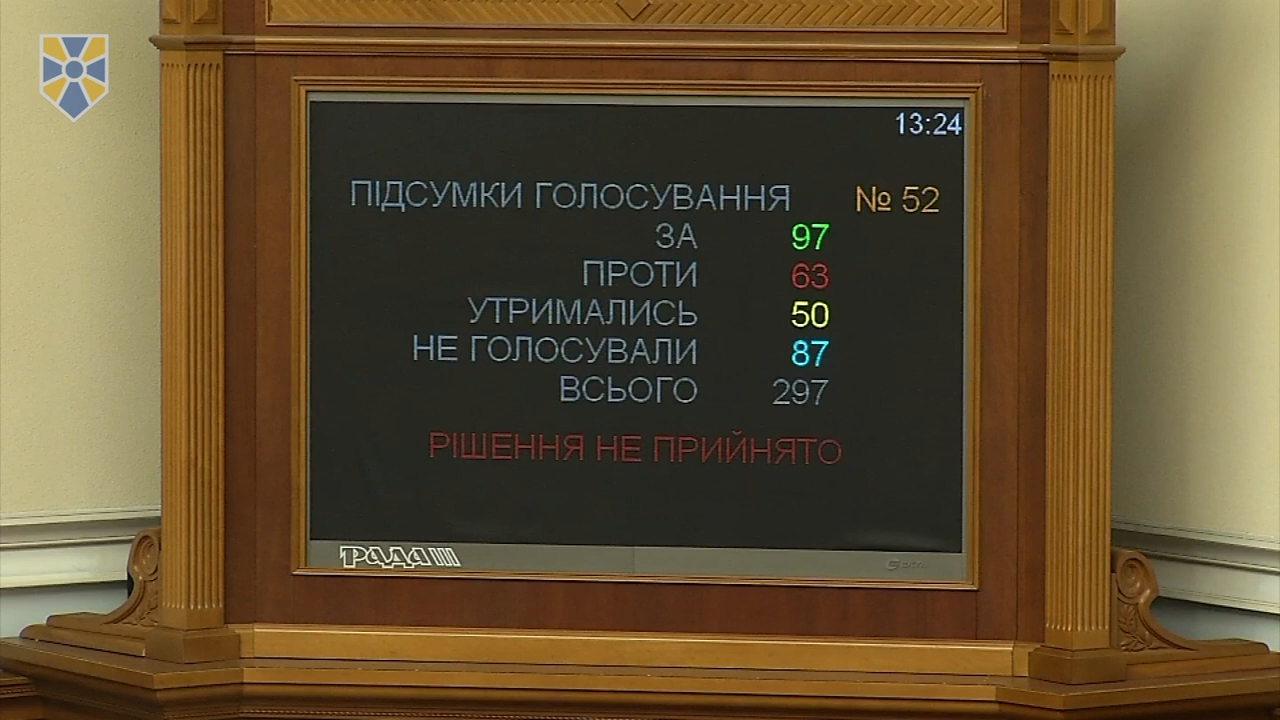 13:24
ПІДСУМКИ ГОЛОСУВАННЯ № 52
ЗА 97
ПРОТИ 63
УТРИМАЛИСЬ 50
НЕ ГОЛОСУВАЛИ 87
ВСЬОГО 297
РІШЕННЯ НЕ ПРИЙНЯТО
РАДА III